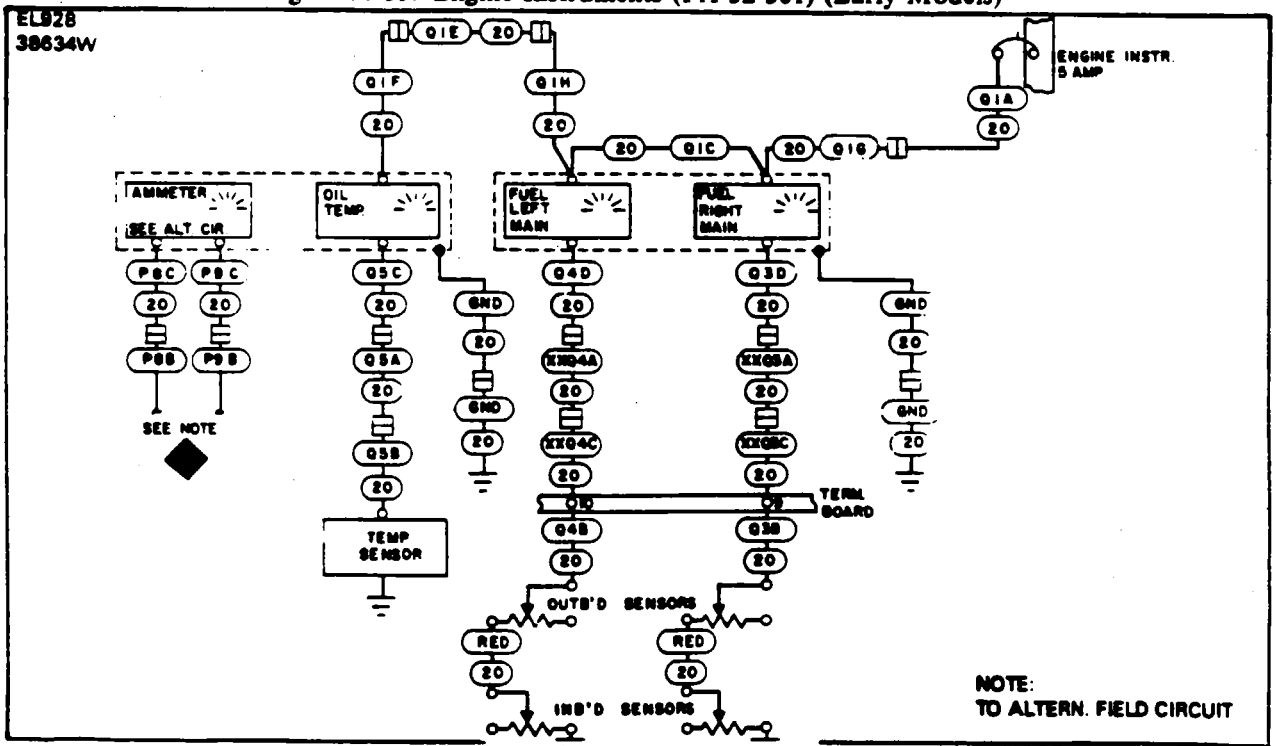 EL928
38634W
Q1E 20
ENGINE INSTR.
5 AMP
Q1F
Q1H
Q1A
20
20
20
20 Q1C
20 Q1G
AMMETER
SEE ALT. CIR.
OIL
TEMP.
FUEL
LEFT
MAIN
FUEL
RIGHT
MAIN
P8C
P9C
Q5C
Q4D
Q3D
20
20
20
GND
20
20
GND
20
20
P8B
P9B
Q5A
XXQ4A
20
20
20
20
GND
GND
SEE NOTE
Q5B
20
XXQ4C
20
20
20
20
TERM.
BOARD
TEMP
SENSOR
Q4B
Q3B
20
20
OUTB'D SENSORS
RED
RED
20
20
INB'D SENSORS
NOTE:
TO ALTERN. FIELD CIRCUIT